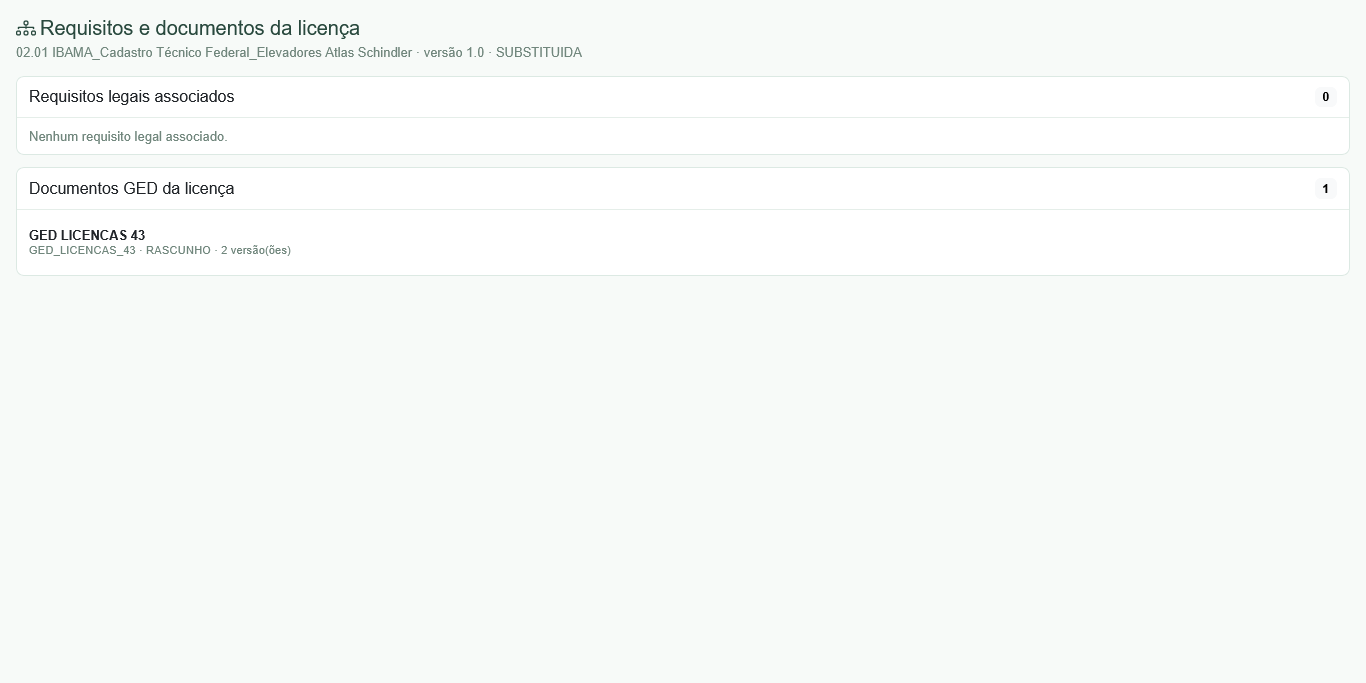 Requisitos e documentos da licença
02.01 IBAMA_Cadastro Técnico Federal_Elevadores Atlas Schindler · versão 1.0 · SUBSTITUIDA
Requisitos legais associados
0
Nenhum requisito legal associado.
Documentos GED da licença
1
GED LICENCAS 43
GED_LICENCAS_43 · RASCUNHO · 2 versão(ões)